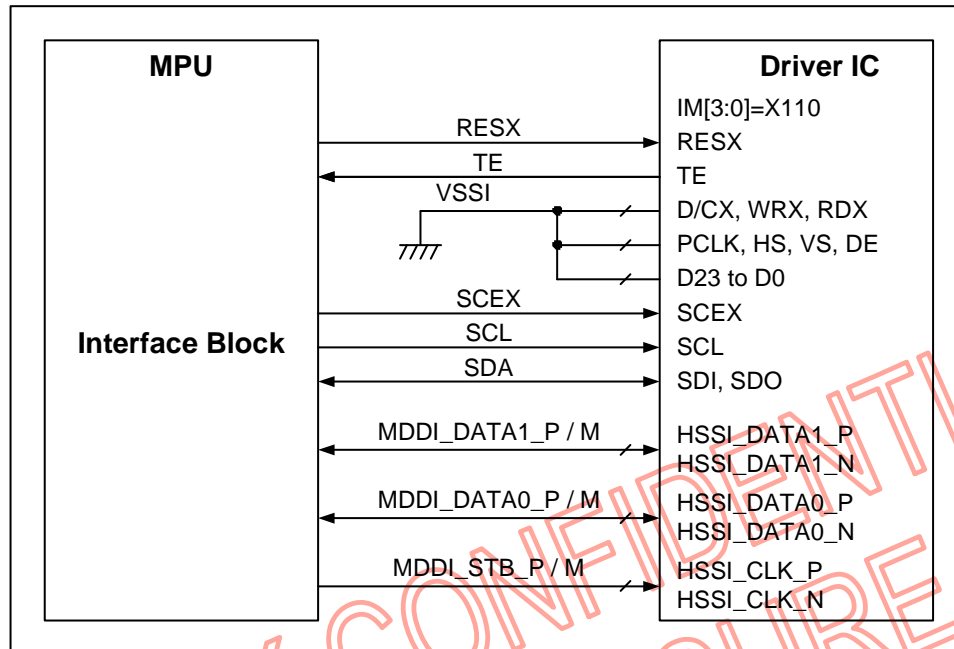 MPU
Driver IC
IM[3:0]=X110
RESX
RESX
TE
TE
VSSI
D/CX, WRX, RDX
PCLK, HS, VS, DE
D23 to D0
SCEX
SCEX
Interface Block
SCL
SCL
SDA
SDI, SDO
MDDI_DATA1_P / M
HSSI_DATA1_P
HSSI_DATA1_N
MDDI_DATA0_P / M
HSSI_DATA0_P
HSSI_DATA0_N
MDDI_STB_P / M
HSSI_CLK_P
HSSI_CLK_N